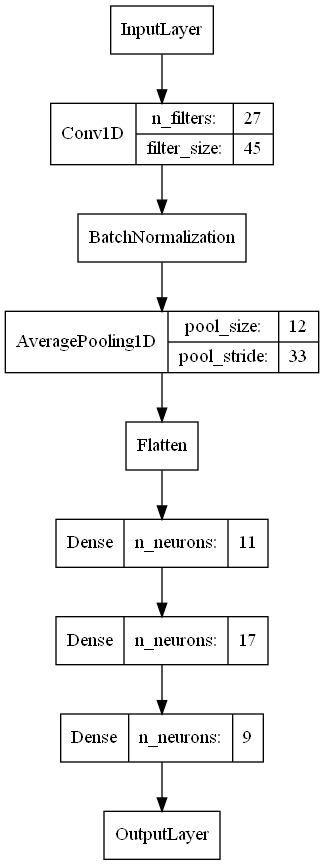 InputLayer
Conv1D n_filters: 27
filter_size: 45
BatchNormalization
AveragePooling1D pool_size: 12
pool_stride: 33
Flatten
Dense n_neurons: 11
Dense n_neurons: 17
Dense n_neurons: 9
OutputLayer